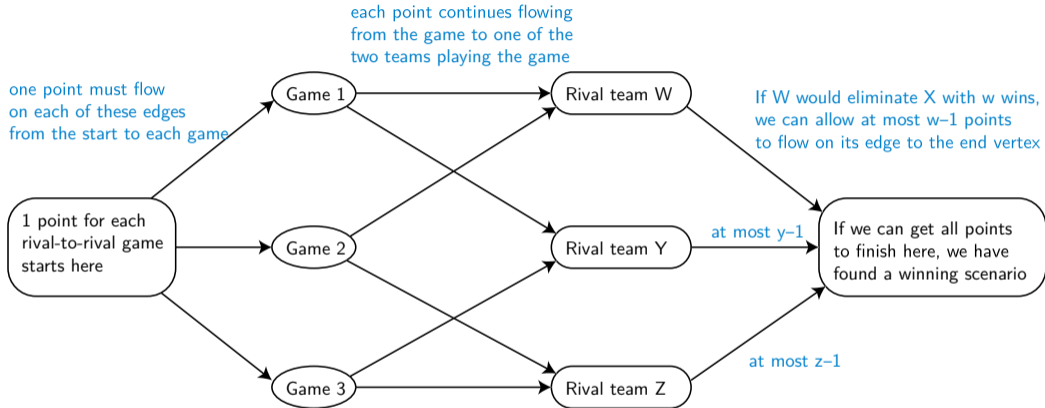 each point continues flowing
from the game to one of the
two teams playing the game
one point must flow
on each of these edges
from the start to each game
Game 1
Rival team W
If W would eliminate X with w wins,
we can allow at most w–1 points
to flow on its edge to the end vertex
1 point for each
rival-to-rival game
starts here
Game 2
Rival team Y
at most y–1
If we can get all points
to finish here, we have
found a winning scenario
Game 3
Rival team Z
at most z–1